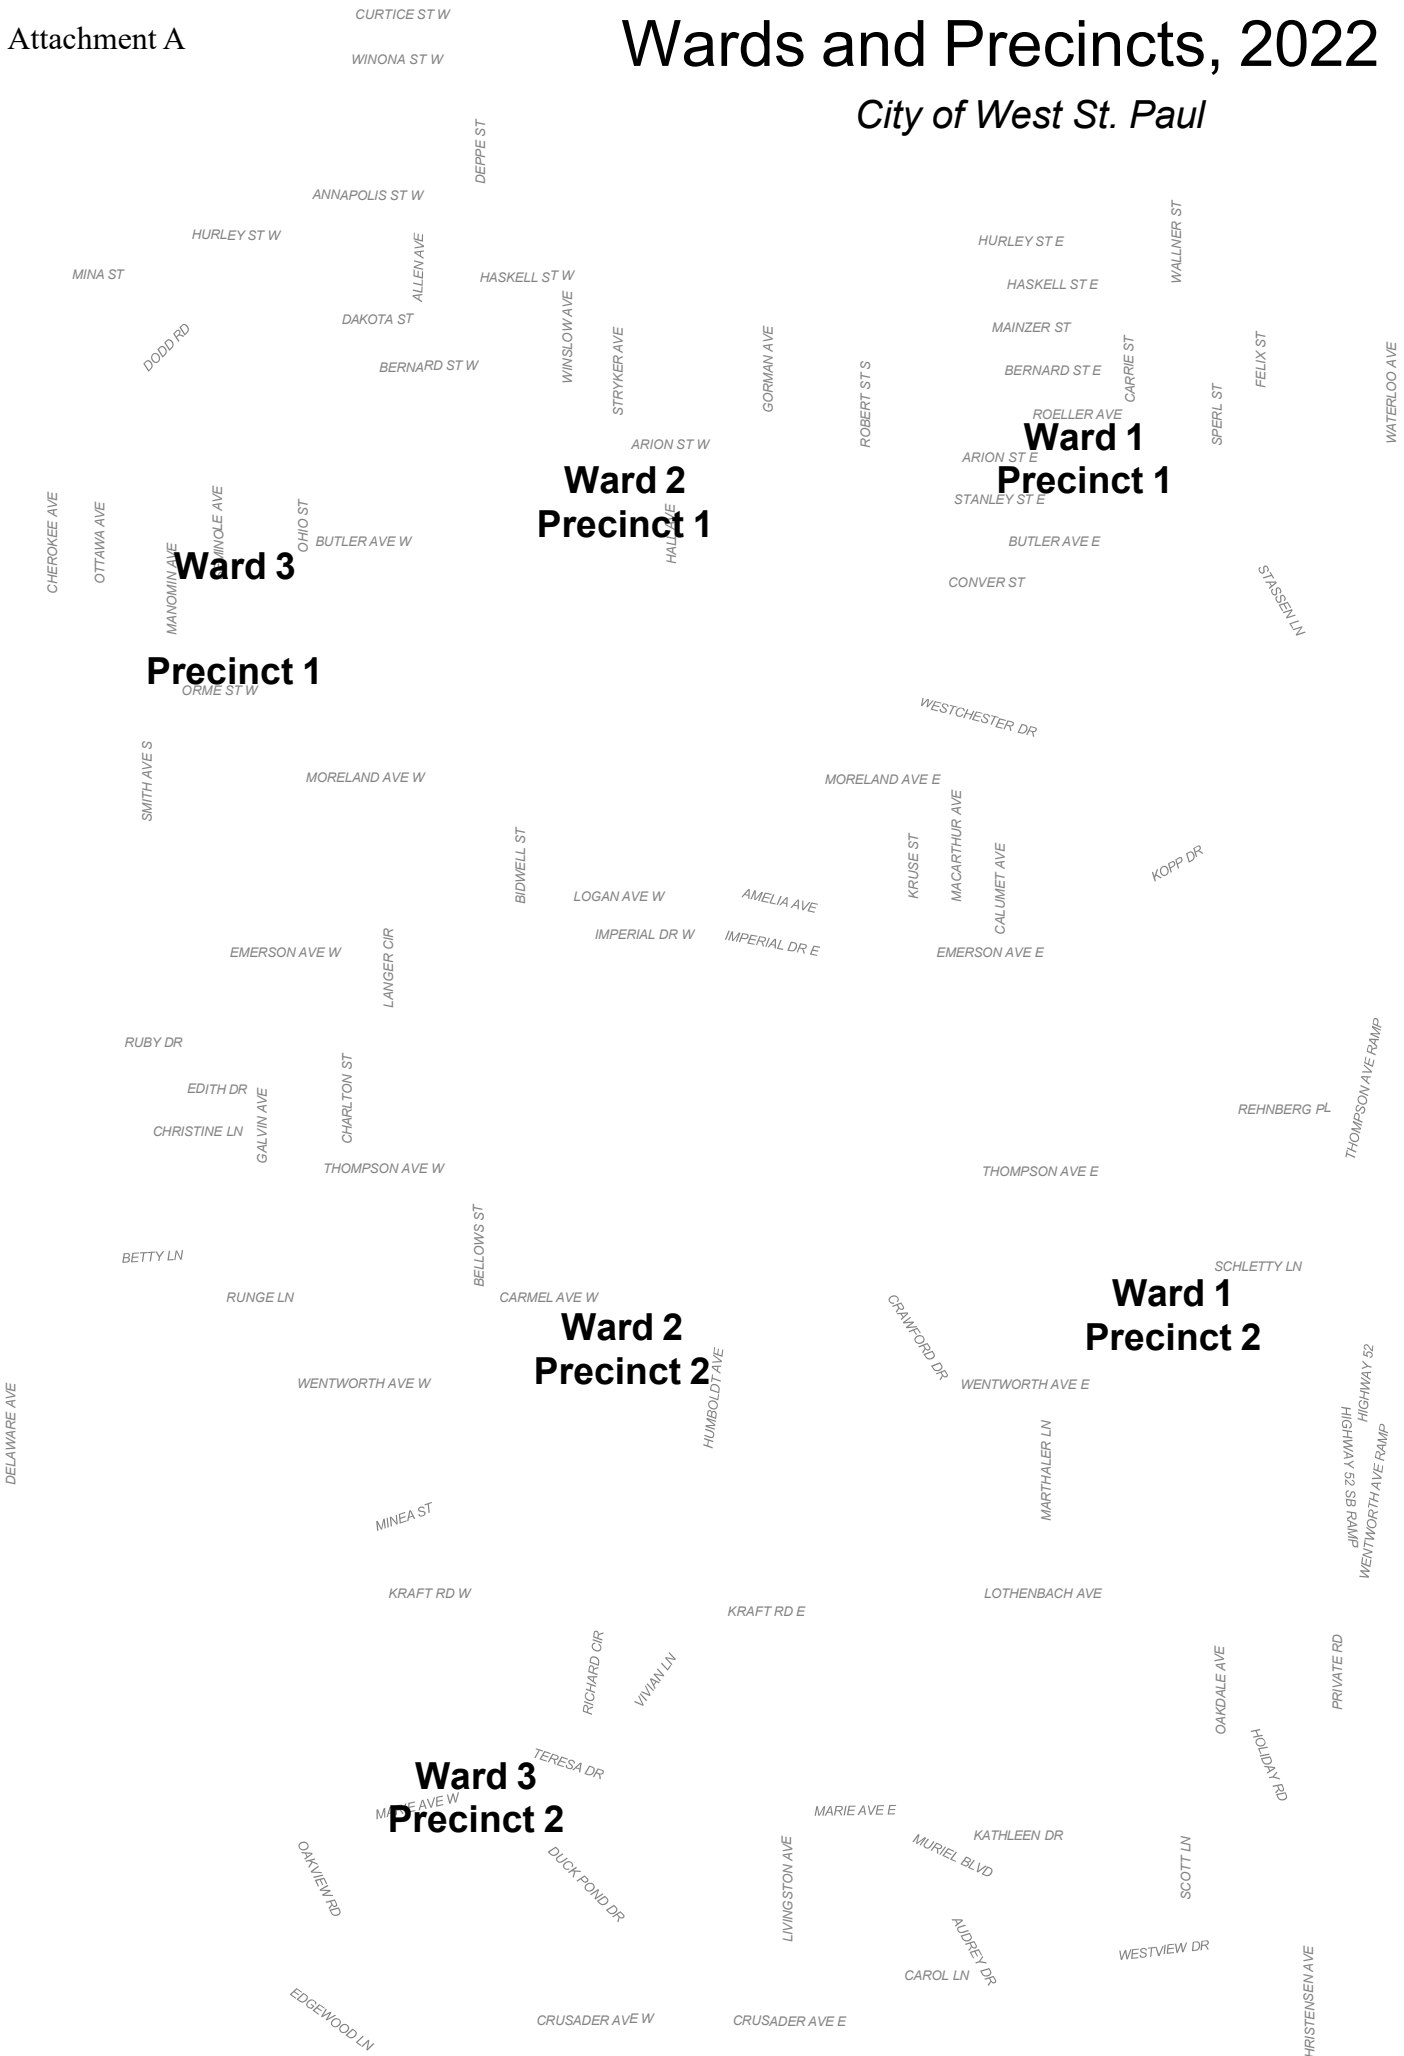 CURTICE ST W
Attachment A
Wards and Precincts, 2022
WINONA ST W
City of West St. Paul
DEPPE ST
ANNAPOLIS ST W
WALLNER ST
HURLEY ST W
HURLEY ST E
ALLEN AVE
MINA ST
HASKELL ST W
HASKELL ST E
DAKOTA ST
MAINZER ST
WINSLOW AVE
DODD RD
BERNARD ST W
STRYKER AVE
GORMAN AVE
ROBERT ST S
BERNARD ST E
CARRIE ST
FELIX ST
WATERLOO AVE
SPERL ST
ROELLER AVE
Ward 1
Precinct 1
ARION ST W
ARION ST E
STANLEY ST E
Ward 2
Precinct 1
HALL AVE
CHEROKEE AVE
OTTAWA AVE
MANOMIN AVE
OHIO ST
BUTLER AVE W
BUTLER AVE E
Ward 3
Precinct 1
CONVER ST
STASSEN LN
ORME ST W
WESTCHESTER DR
SMITH AVE S
MORELAND AVE W
MORELAND AVE E
BIDWELL ST
KRUSE ST
MACARTHUR AVE
CALUMET AVE
KOPP DR
LOGAN AVE W
AMELIA AVE
IMPERIAL DR W
IMPERIAL DR E
EMERSON AVE W
LANGER CIR
EMERSON AVE E
RUBY DR
EDITH DR
GALVIN AVE
CHARLTON ST
CHRISTINE LN
REHNBERG PL
THOMPSON AVE RAMP
THOMPSON AVE W
THOMPSON AVE E
BETTY LN
BELLOWS ST
SCHLETTY LN
RUNGE LN
CARMEL AVE W
Ward 2
Precinct 2
CRAWFORD DR
Ward 1
Precinct 2
HUMBOLDT AVE
WENTWORTH AVE W
WENTWORTH AVE E
DELAWARE AVE
HIGHWAY 52
HIGHWAY 52 SB RAMP
WENTWORTH AVE RAMP
MARTHALER LN
MINEA ST
KRAFT RD W
KRAFT RD E
LOTHENBACH AVE
RICHARD CIR
VIVIAN LN
OAKDALE AVE
PRIVATE RD
HOLIDAY RD
TERESA DR
Ward 3
Precinct 2
MARIE AVE W
MARIE AVE E
KATHLEEN DR
MURIEL BLVD
OAKVIEW RD
DUCK POND DR
LIVINGSTON AVE
SCOTT LN
AUDREY DR
WESTVIEW DR
CAROL LN
EDGEWOOD LN
CRUSADER AVE W
CRUSADER AVE E